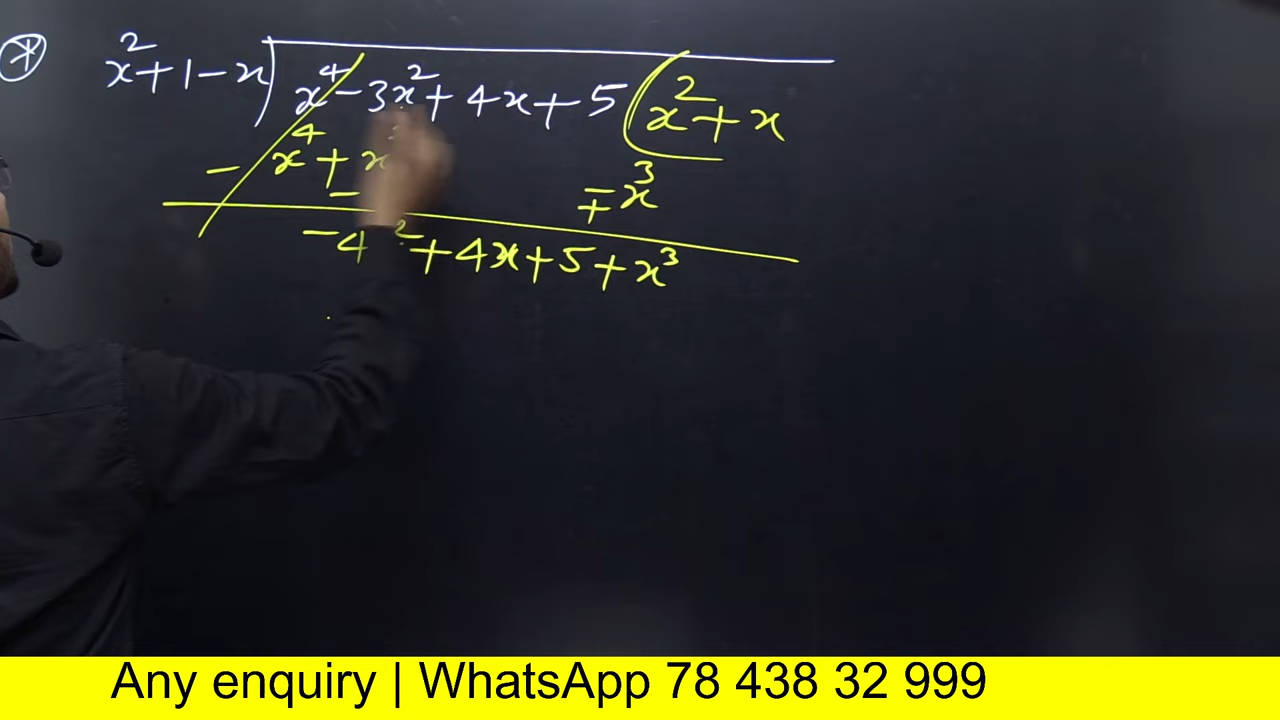 * x²+1-x) x⁴-3x²+4x+5 (x²+x
- x⁴+x ∓x³
-
-4 ²+4x+5+x³
Any enquiry | WhatsApp 78 438 32 999